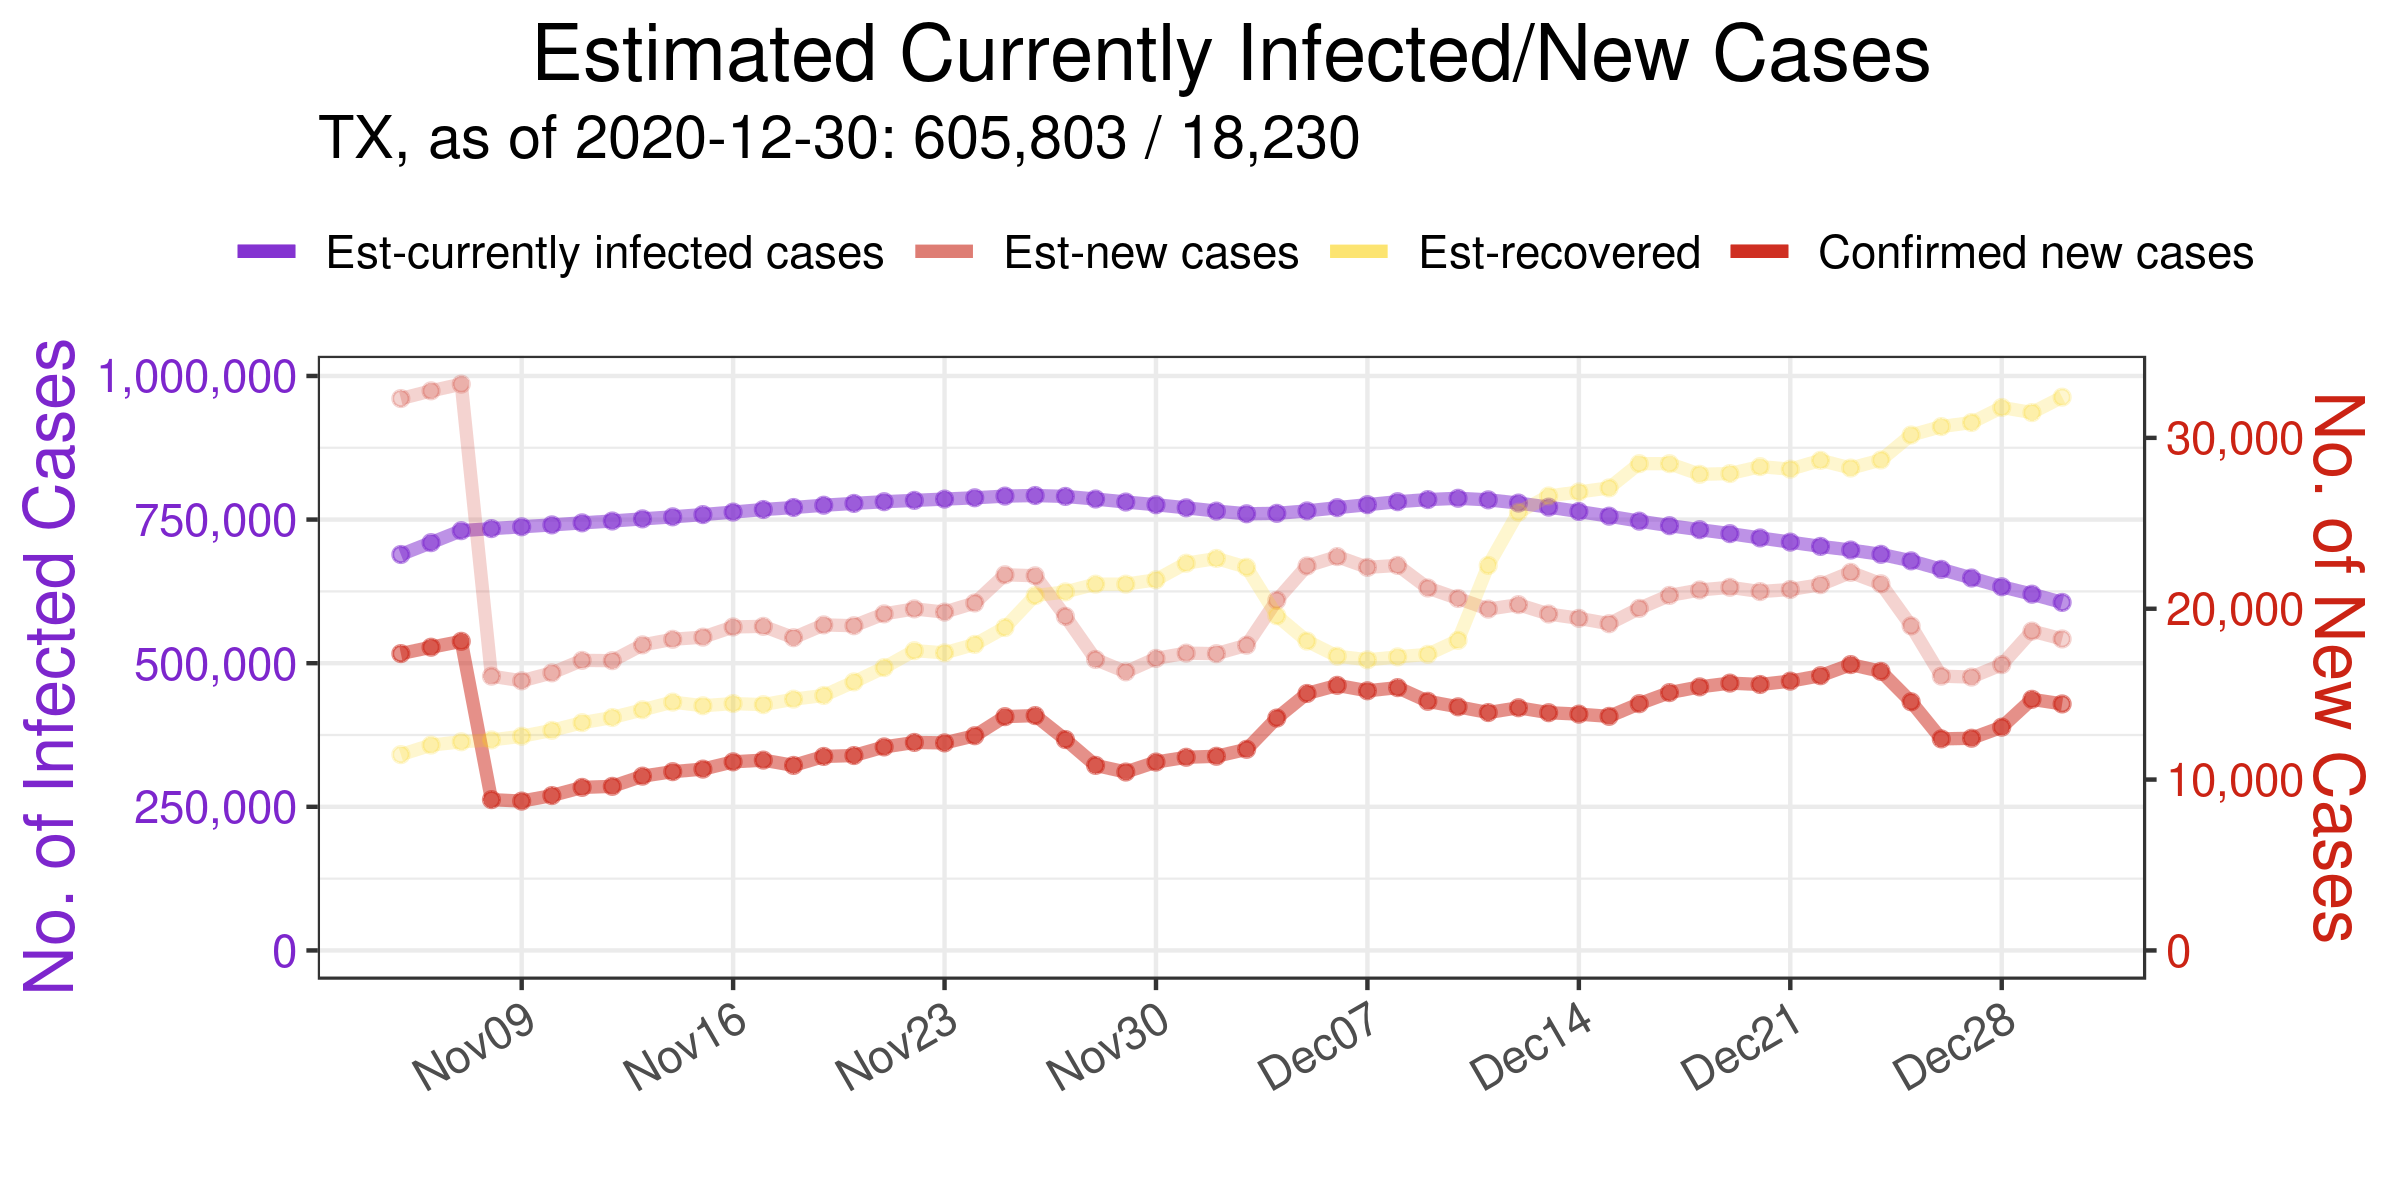 Estimated Currently Infected/New Cases
TX, as of 2020-12-30: 605,803 / 18,230
Est-currently infected cases Est-new cases Est-recovered Confirmed new cases
No. of Infected Cases
1,000,000
750,000
500,000
250,000
0
30,000
20,000
10,000
0
No. of New Cases
Nov09 Nov16 Nov23 Nov30 Dec07 Dec14 Dec21 Dec28